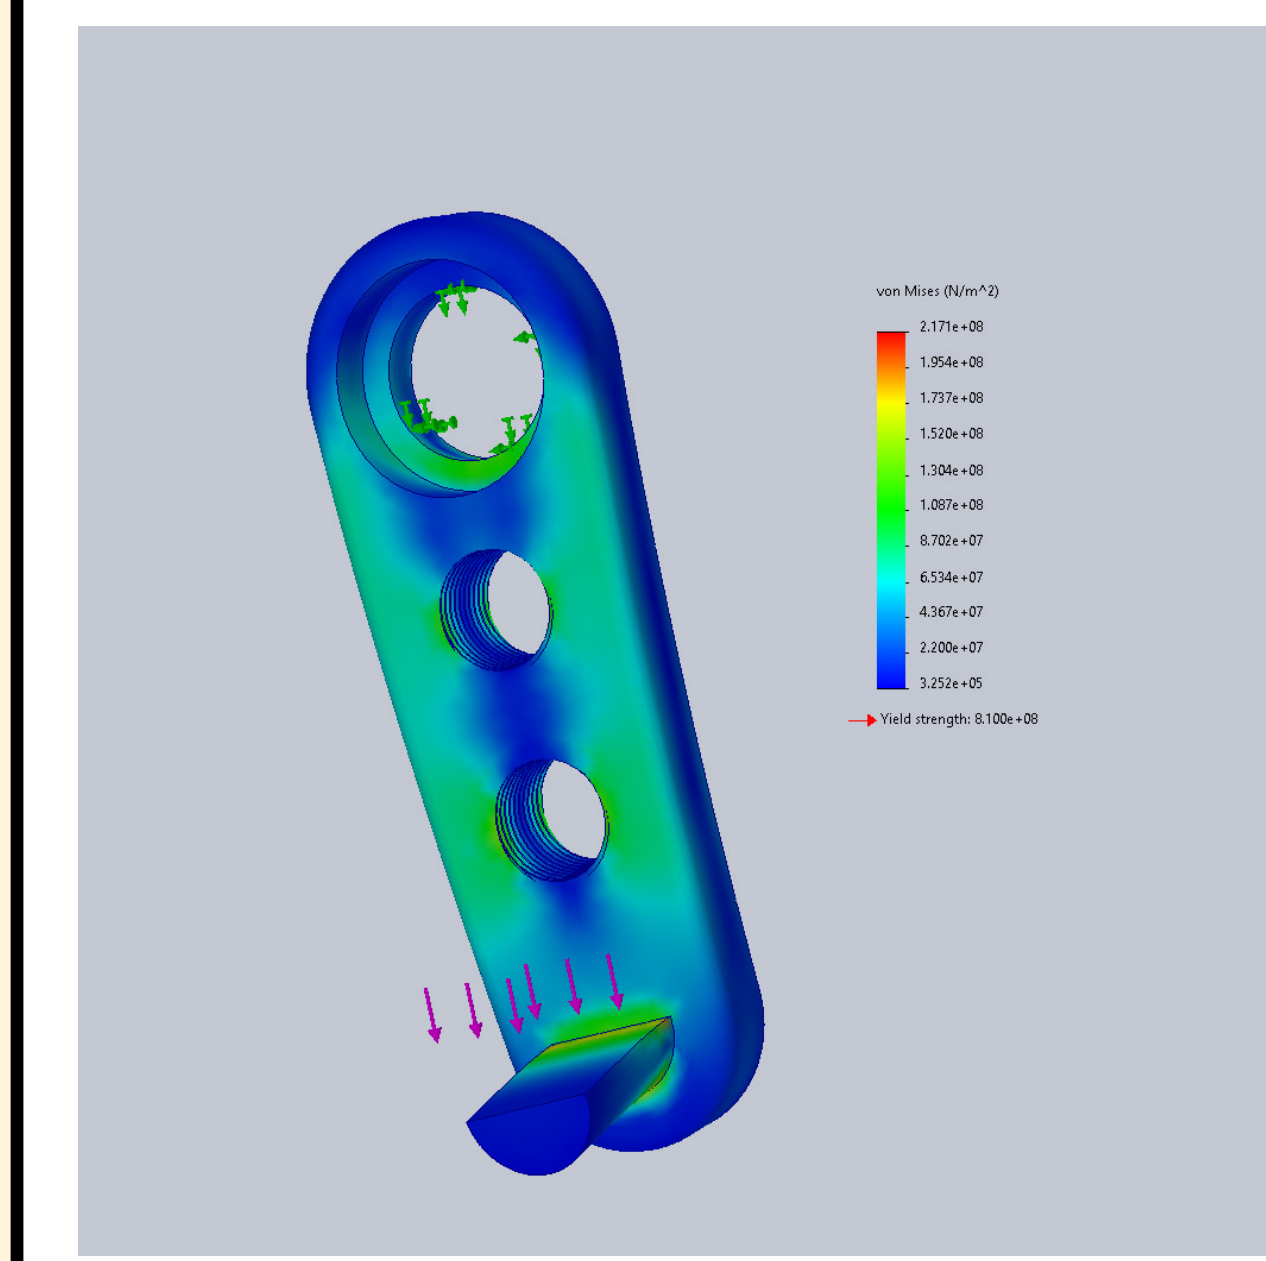 von Mises (N/m^2)
2.171e+08
1.954e+08
1.737e+08
1.520e+08
1.304e+08
1.087e+08
8.702e+07
6.534e+07
4.367e+07
2.200e+07
3.252e+05
Yield strength: 8.100e+08